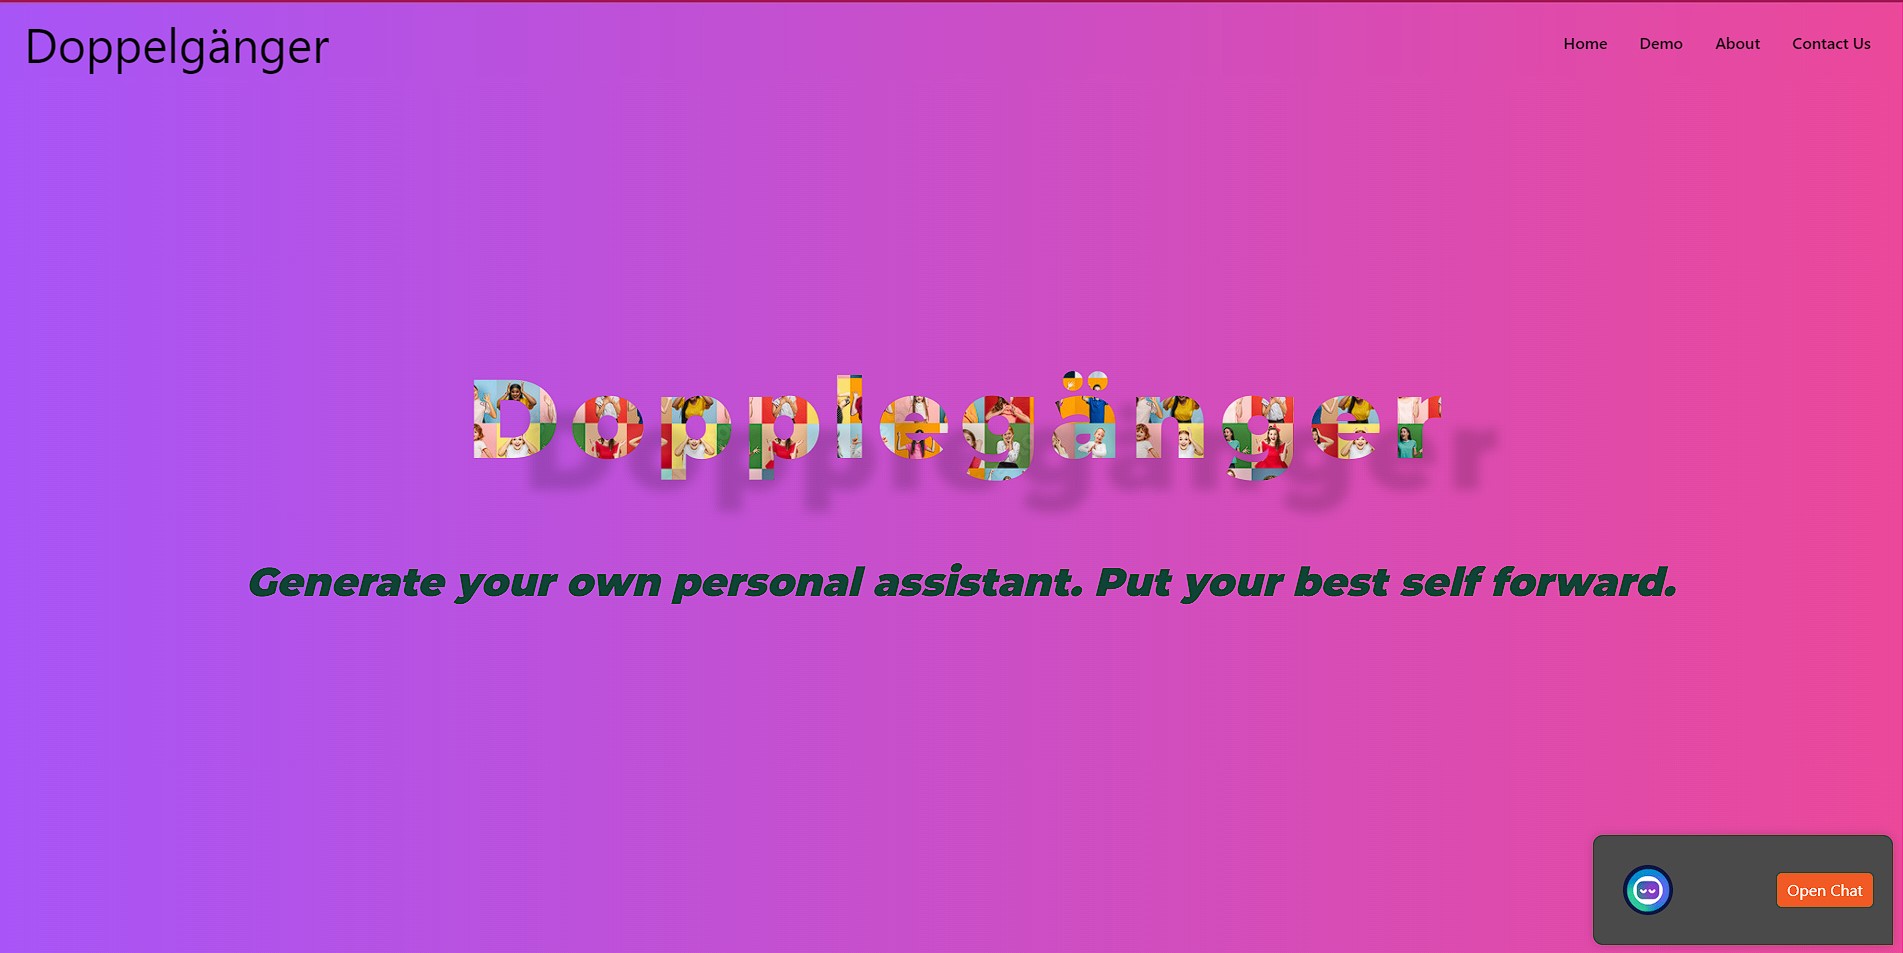 Doppelgänger
Home Demo About Contact Us
Dopplegänger
Generate your own personal assistant. Put your best self forward.
Open Chat